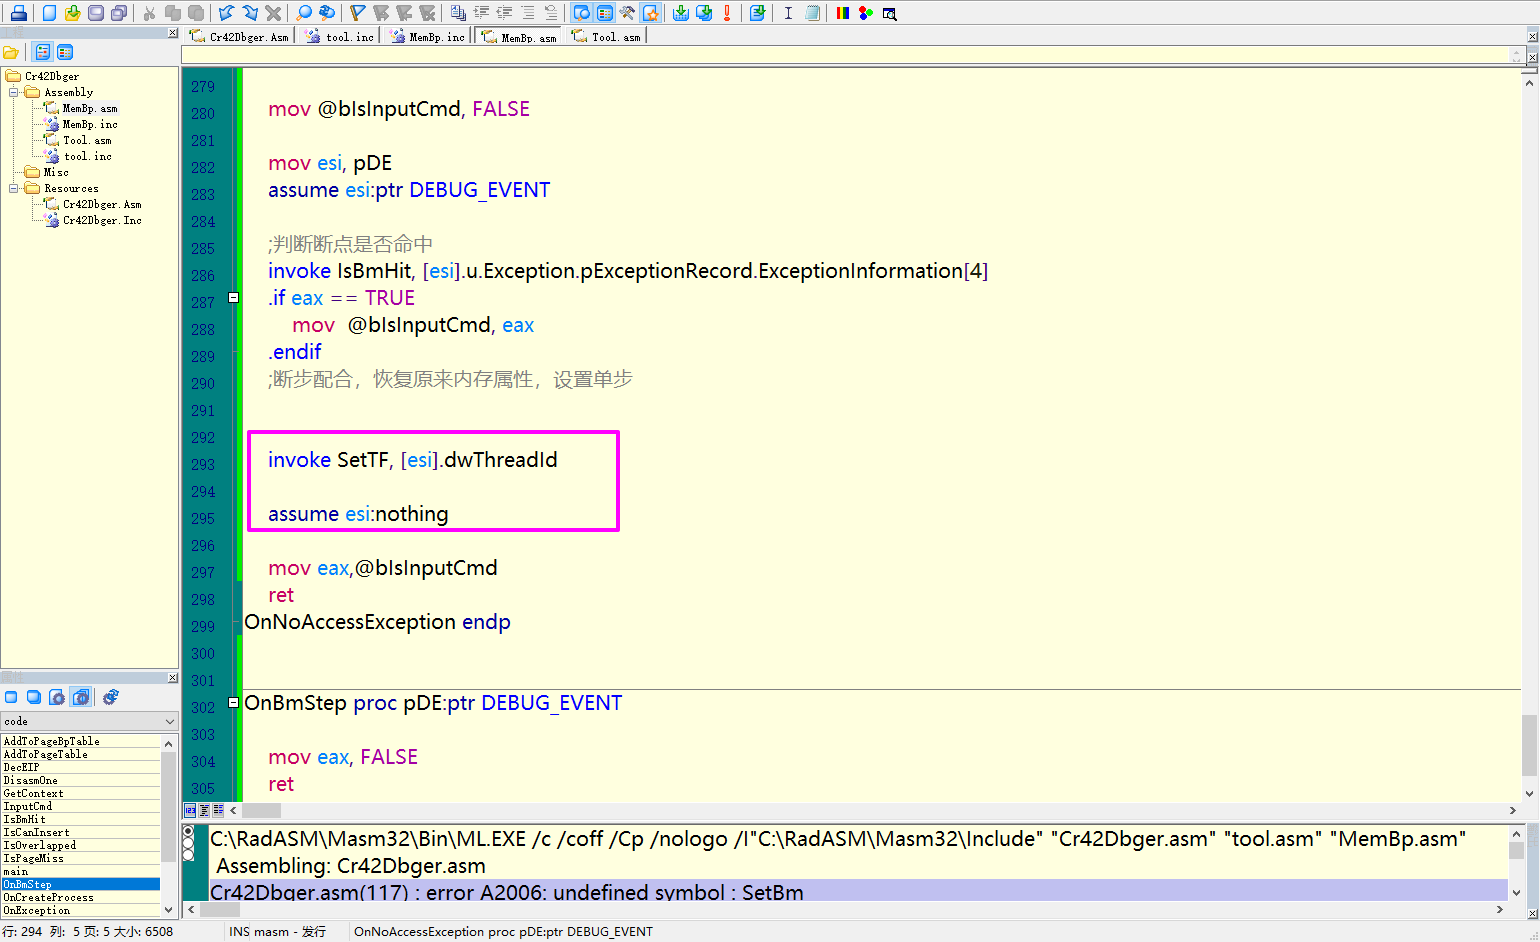 Cr42Dbger.Asm
tool.inc
MemBp.inc
MemBp.asm
Tool.asm
Cr42Dbger
Assembly
MemBp.asm
MemBp.inc
Tool.asm
tool.inc
Misc
Resources
Cr42Dbger.Asm
Cr42Dbger.Inc
code
AddToPageBpTable
AddToPageTable
DecEIP
DisasmOne
GetContext
InputCmd
IsBmHit
IsCanInsert
IsOverlapped
IsPageMiss
main
OnBmStep
OnCreateProcess
OnException
279
280 mov @bIsInputCmd, FALSE
281
282 mov esi, pDE
283 assume esi:ptr DEBUG_EVENT
284
285 ;判断断点是否命中
286 invoke IsBmHit, [esi].u.Exception.pExceptionRecord.ExceptionInformation[4]
287 .if eax == TRUE
288 mov @bIsInputCmd, eax
289 .endif
290 ;断步配合，恢复原来内存属性，设置单步
291
292
293 invoke SetTF, [esi].dwThreadId
294
295 assume esi:nothing
296
297 mov eax,@bIsInputCmd
298 ret
299 OnNoAccessException endp
300
301
302 OnBmStep proc pDE:ptr DEBUG_EVENT
303
304 mov eax, FALSE
305 ret
C:\RadASM\Masm32\Bin\ML.EXE /c /coff /Cp /nologo /I"C:\RadASM\Masm32\Include" "Cr42Dbger.asm" "tool.asm" "MemBp.asm"
Assembling: Cr42Dbger.asm
Cr42Dbger.asm(117) : error A2006: undefined symbol : SetBm
行: 294 列: 5 页: 5 大小: 6508 INS masm - 发行 OnNoAccessException proc pDE:ptr DEBUG_EVENT